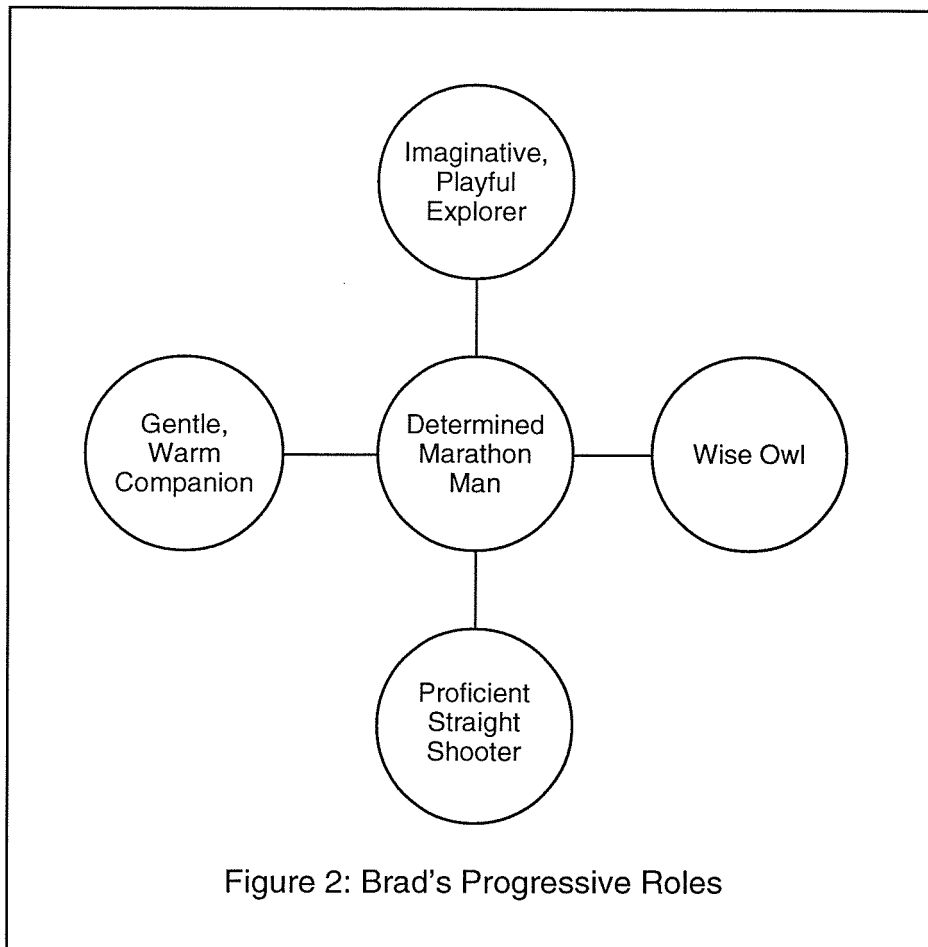 Imaginative,
Playful
Explorer
Gentle,
Warm
Companion
Determined
Marathon
Man
Wise Owl
Proficient
Straight
Shooter
Figure 2: Brad's Progressive Roles